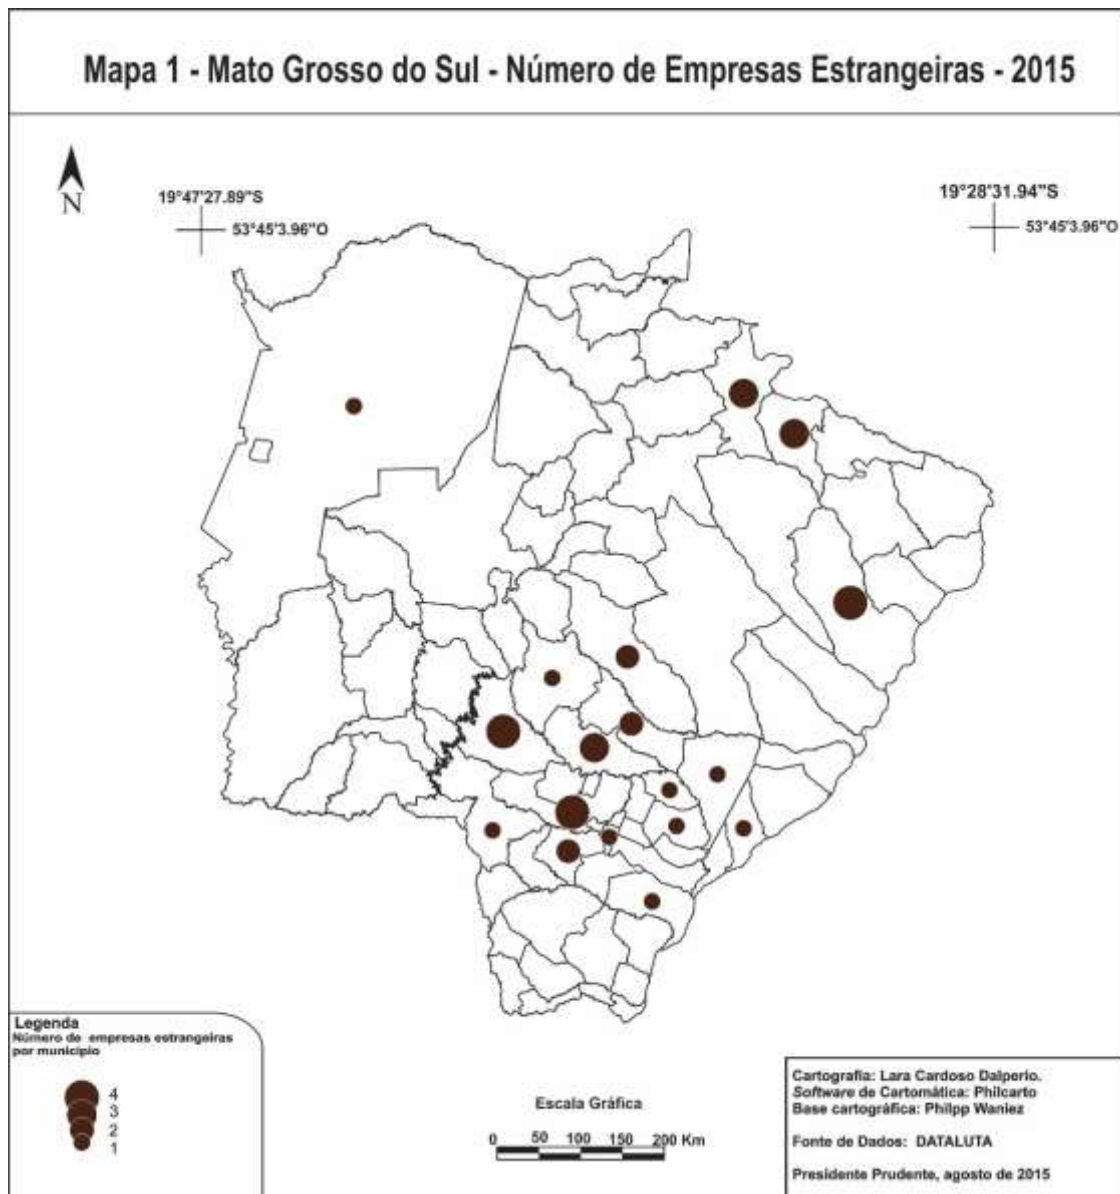 Mapa 1 - Mato Grosso do Sul - Número de Empresas Estrangeiras - 2015
N
19°47'27.89"S
53°45'3.96"O
19°28'31.94"S
53°45'3.96"O
Legenda
Número de empresas estrangeiras
por município
4
3
2
1
Escala Gráfica
0 50 100 150 200 Km
Cartografia: Lara Cardoso Dalperio.
Software de Cartomática: Philcarto
Base cartográfica: Philpp Waniez
Fonte de Dados: DATALUTA
Presidente Prudente, agosto de 2015